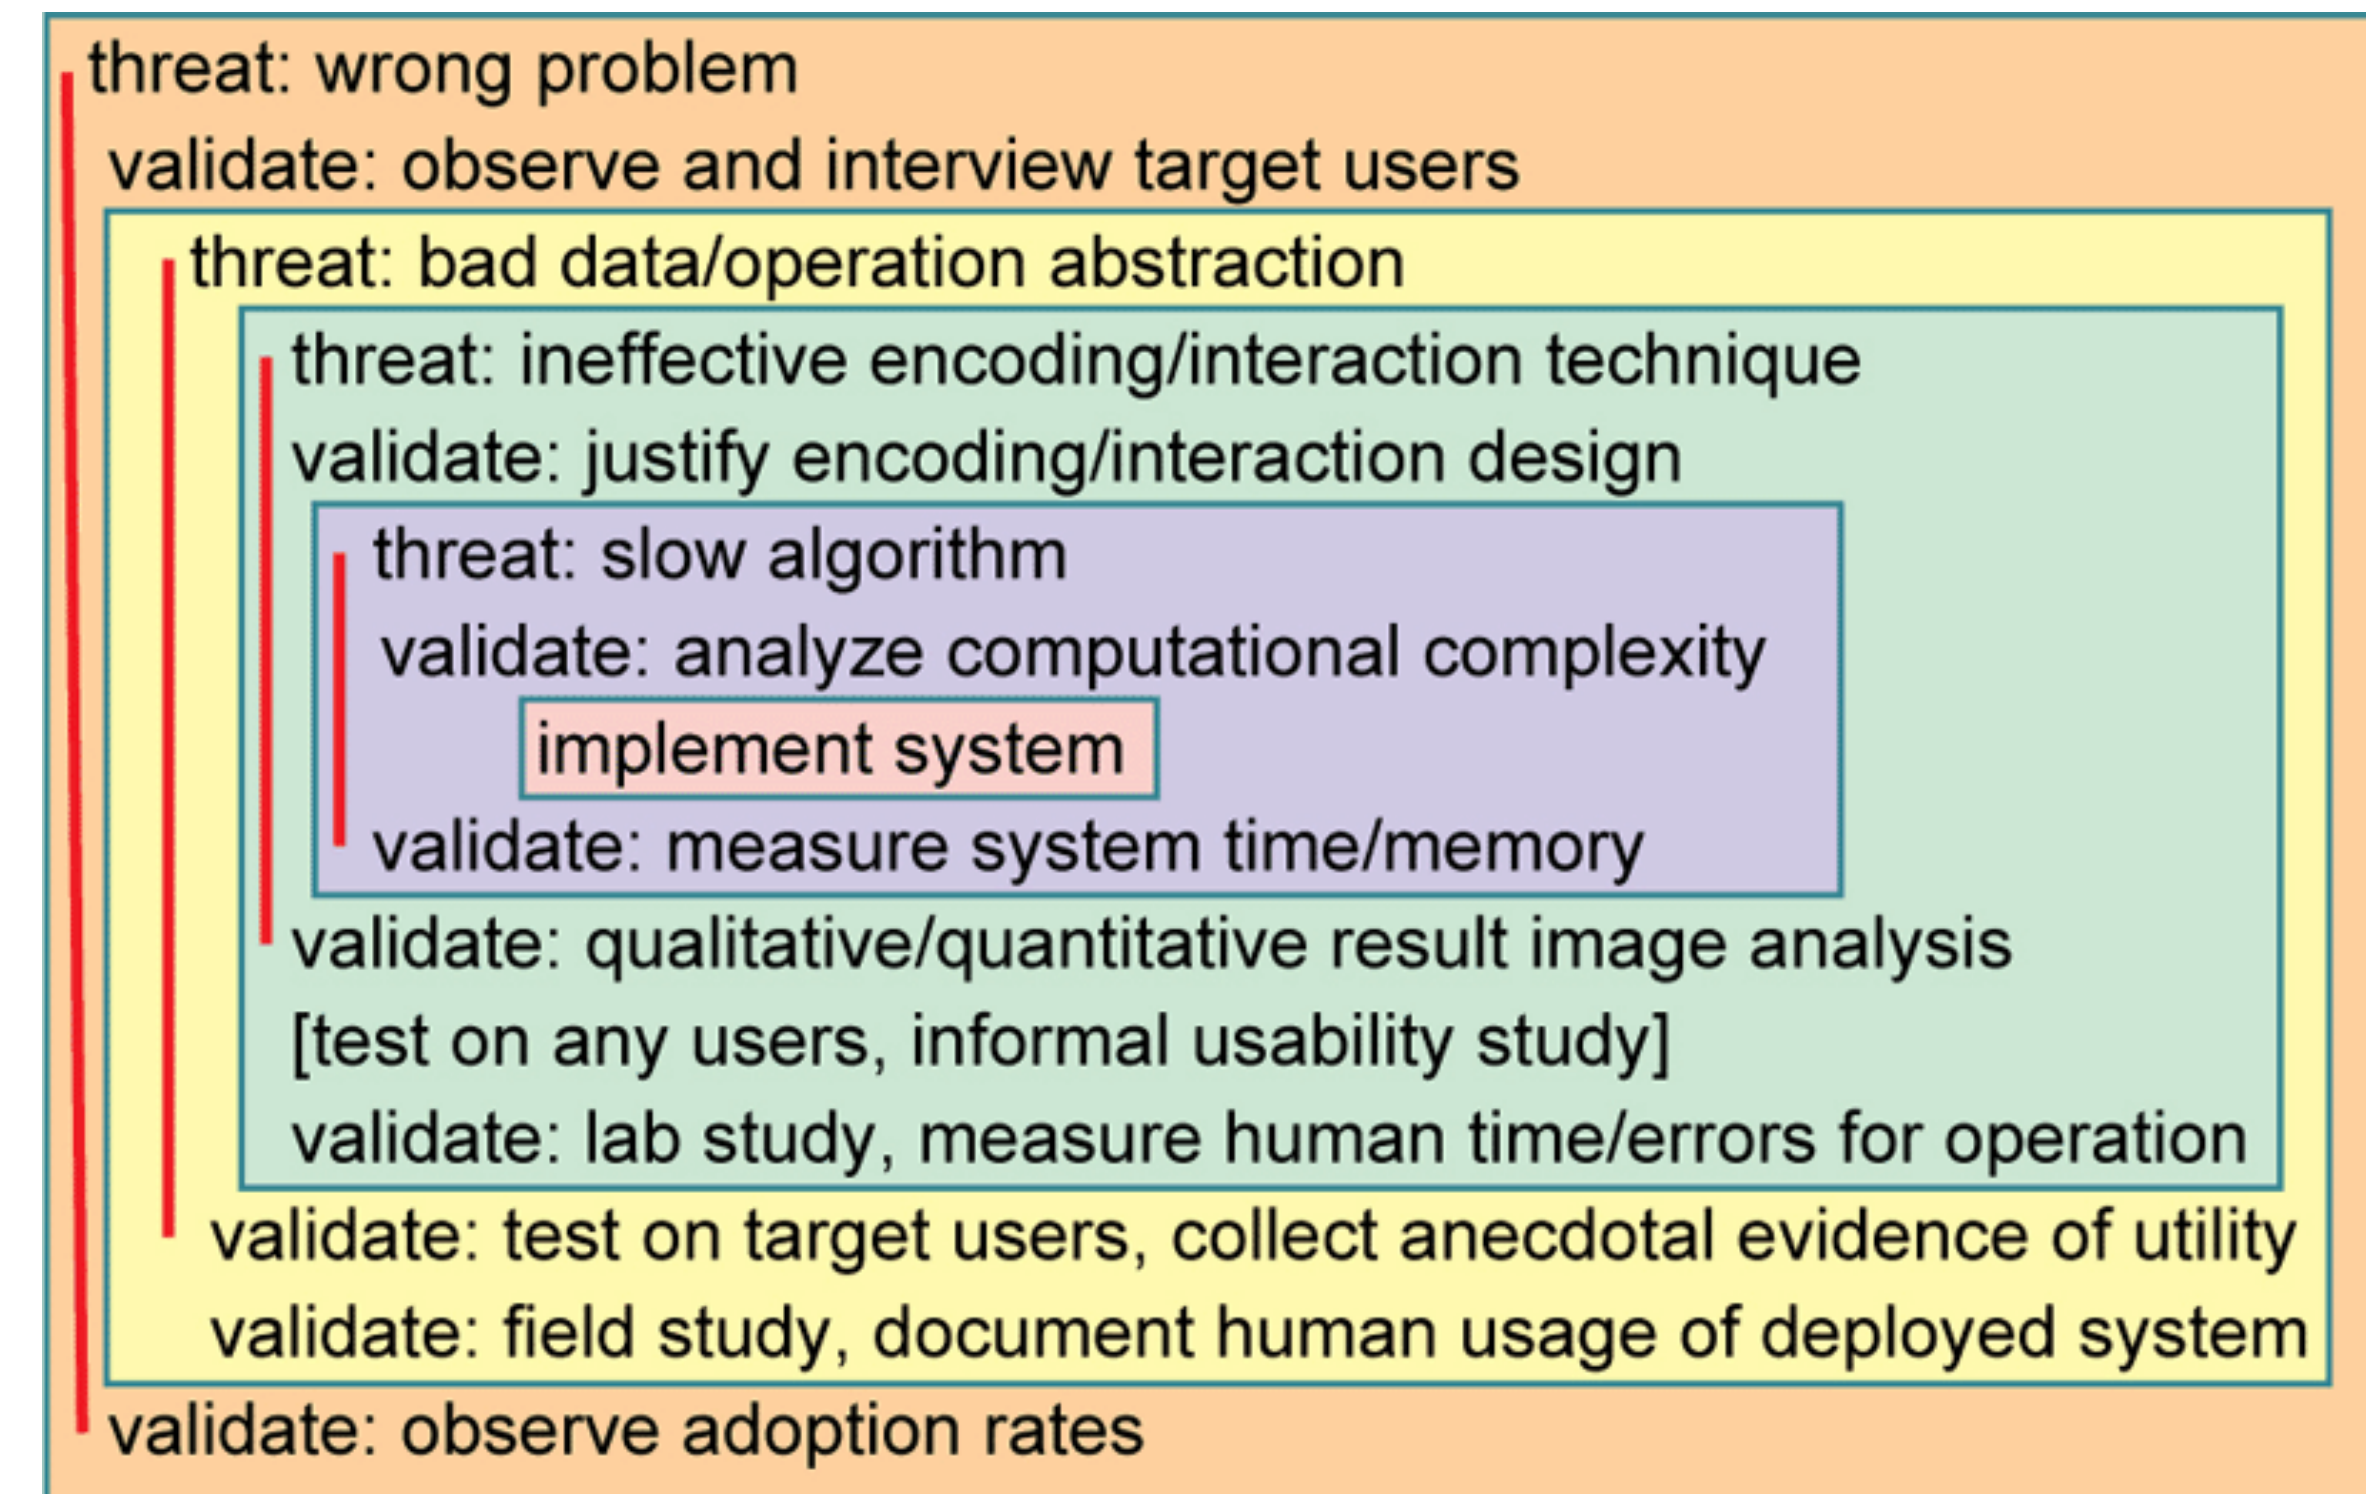 threat: wrong problem
validate: observe and interview target users
threat: bad data/operation abstraction
threat: ineffective encoding/interaction technique
validate: justify encoding/interaction design
threat: slow algorithm
validate: analyze computational complexity
implement system
validate: measure system time/memory
validate: qualitative/quantitative result image analysis
[test on any users, informal usability study]
validate: lab study, measure human time/errors for operation
validate: test on target users, collect anecdotal evidence of utility
validate: field study, document human usage of deployed system
validate: observe adoption rates